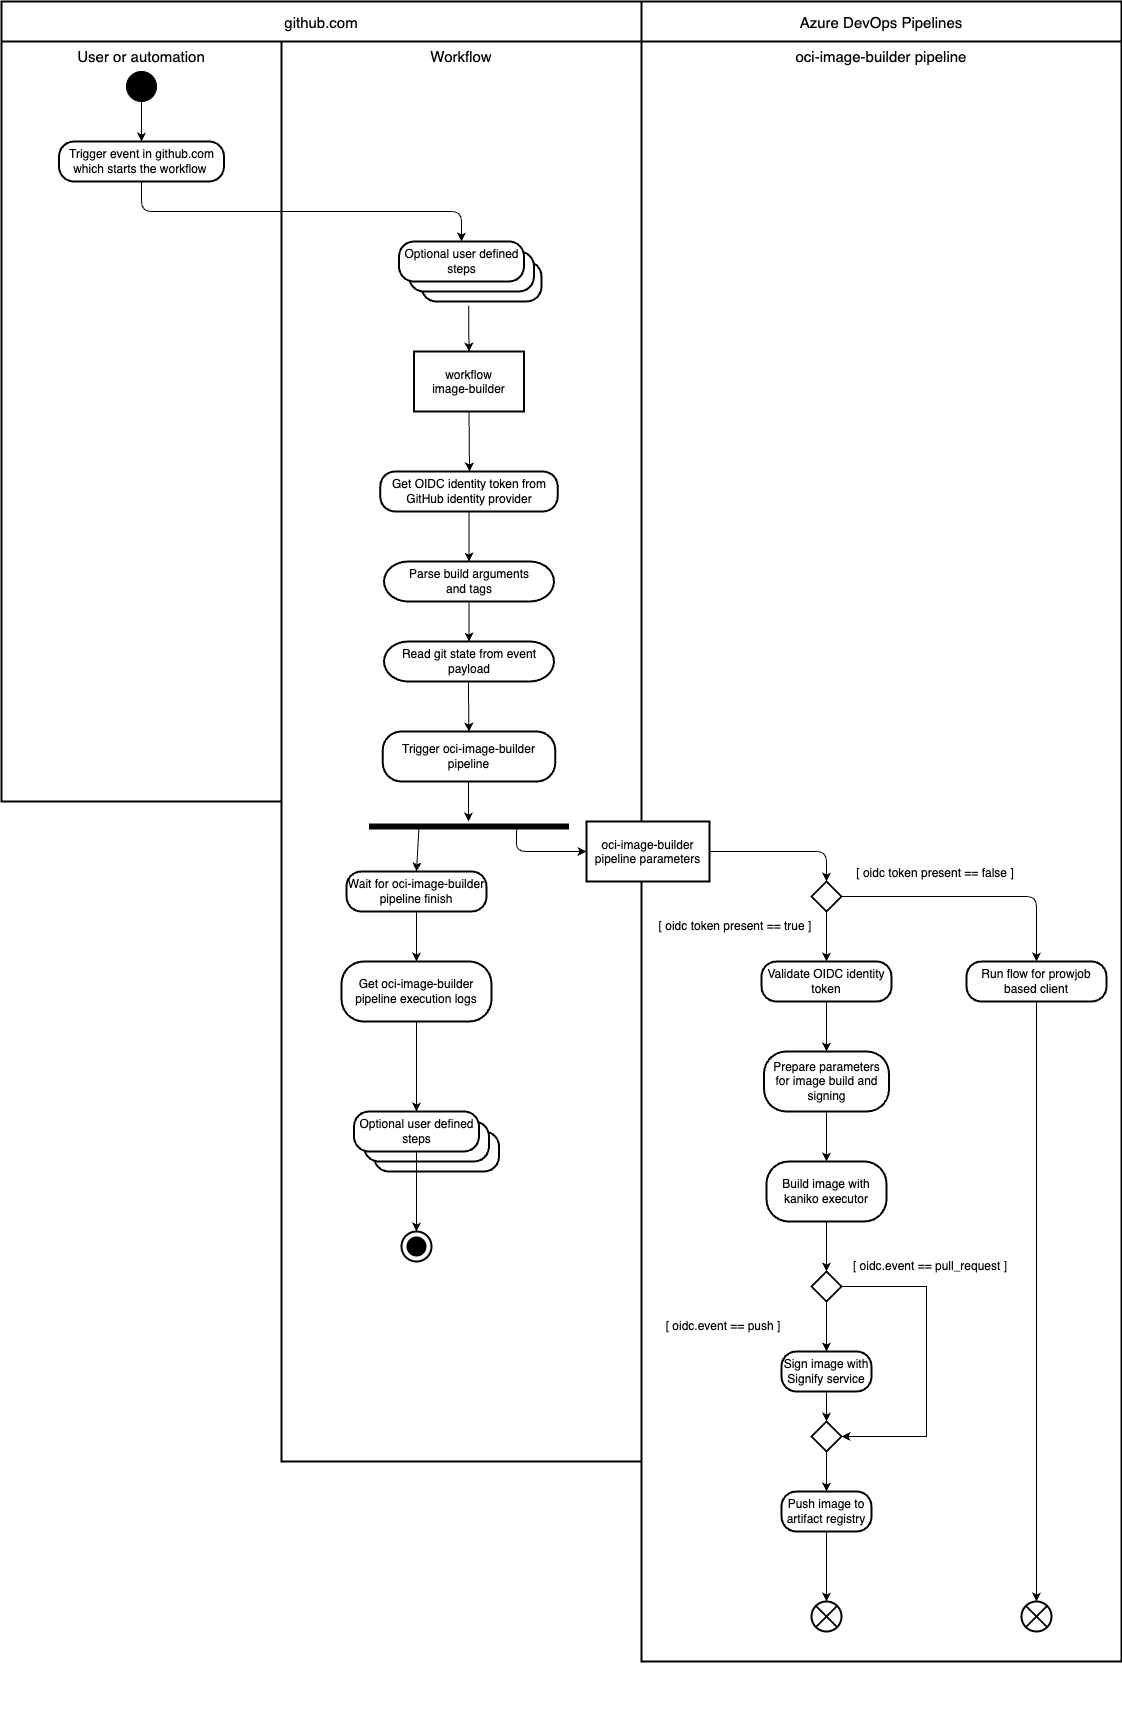 github.com
Azure DevOps Pipelines
User or automation
Workflow
oci-image-builder pipeline
Trigger event in github.com
which starts the workflow
Optional user defined
steps
workflow
image-builder
Get OIDC identity token from
GitHub identity provider
Parse build arguments
and tags
Read git state from event
payload
Trigger oci-image-builder
pipeline
oci-image-builder
pipeline parameters
[ oidc token present == false ]
Wait for oci-image-builder
pipeline finish
[ oidc token present == true ]
Validate OIDC identity
token
Run flow for prowjob
based client
Get oci-image-builder
pipeline execution logs
Prepare parameters
for image build and
signing
Optional user defined
steps
Build image with
kaniko executor
[ oidc.event == pull_request ]
[ oidc.event == push ]
Sign image with
Signify service
Push image to
artifact registry